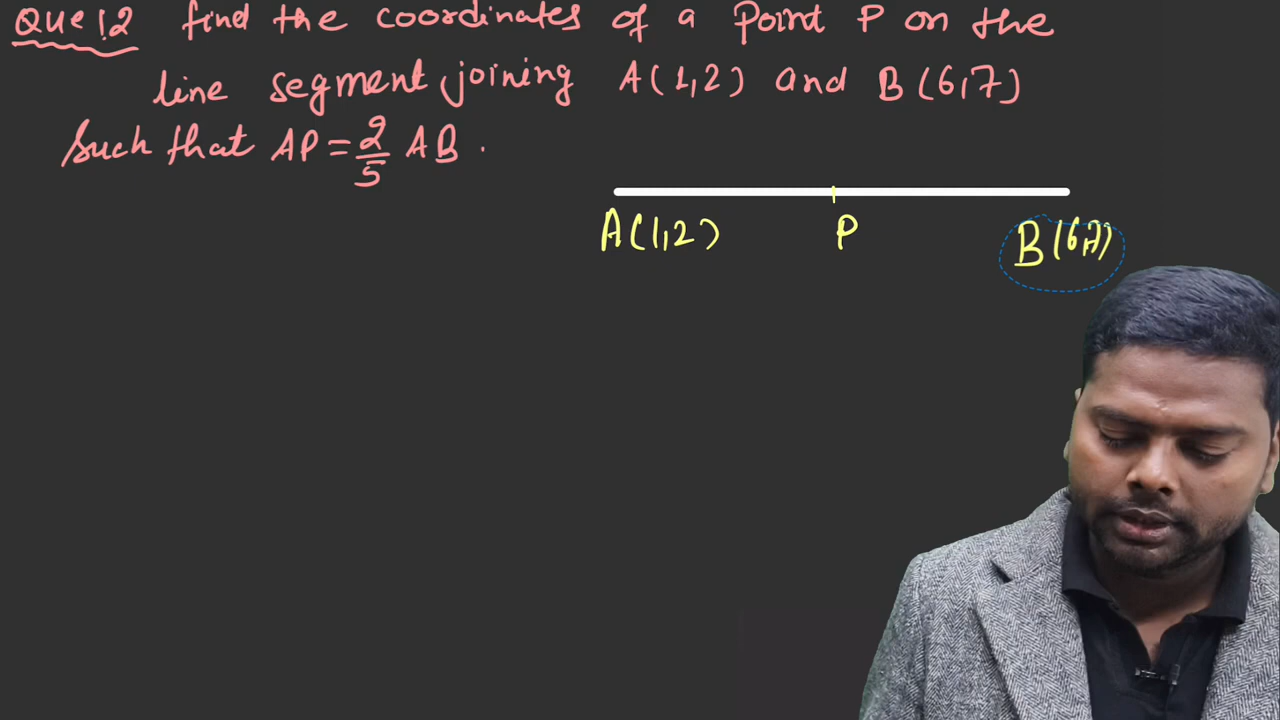 Que 12 find the coordinates of a point P on the
line segment joining A(1,2) and B(6,7)
Such that AP = 2/5 AB.
A(1,2) P B(6,7)